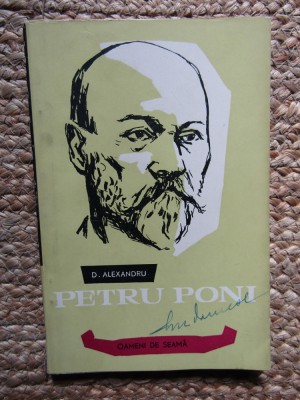 D. ALEXANDRU
PETRU PONI
OAMENI DE SEAMĂ